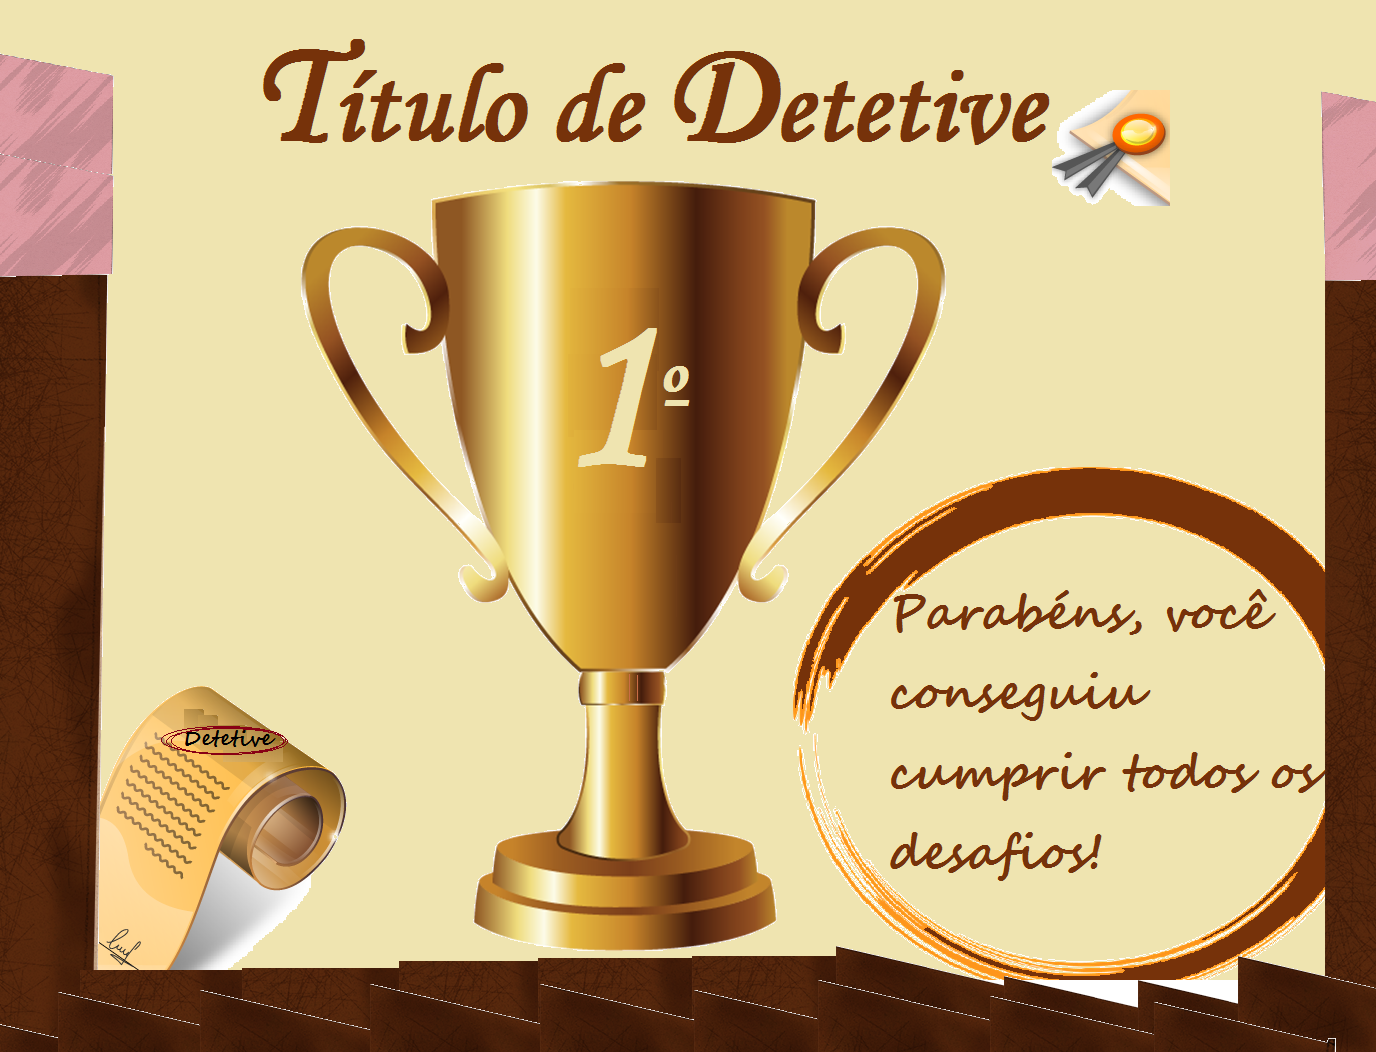 Título de Detetive
1º
Parabéns, você
conseguiu
cumprir todos os
desafios!
Detetive